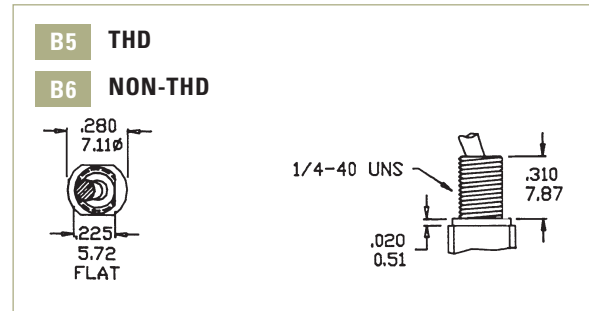 B5 THD
B6 NON-THD
.280
7.11ø
.225
5.72
FLAT
1/4-40 UNS
.310
7.87
.020
0.51